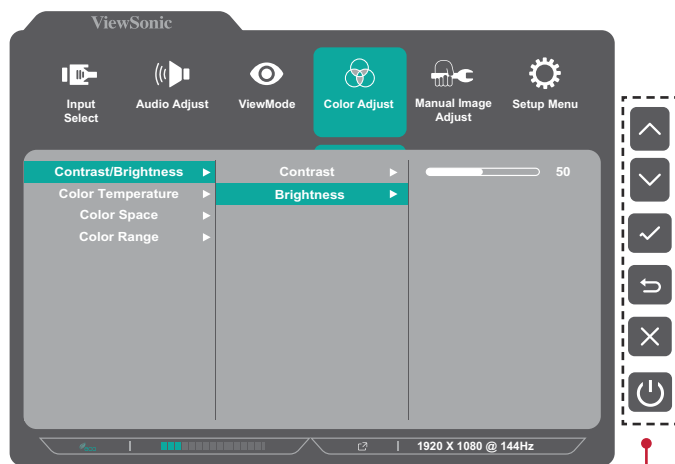 ViewSonic
Input Select
Audio Adjust
ViewMode
Color Adjust
Manual Image Adjust
Setup Menu
Contrast/Brightness
Color Temperature
Color Space
Color Range
Contrast
Brightness
50
ECO
1920 X 1080 @ 144Hz